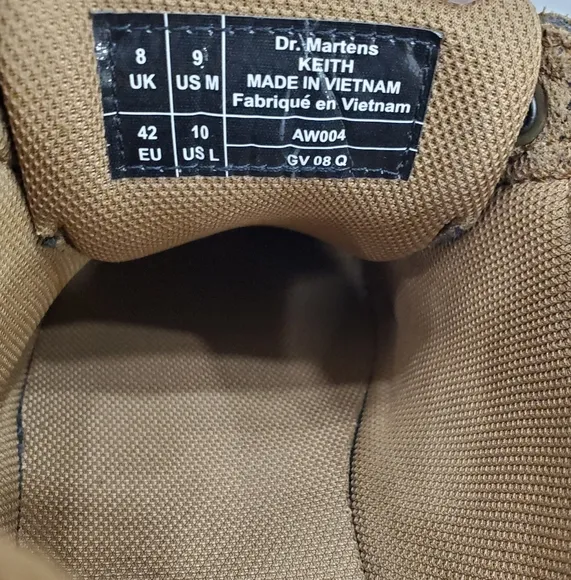 8 UK
9 US M
42 EU
10 US L
Dr. Martens
KEITH
MADE IN VIETNAM
Fabriqué en Vietnam
AW004
GV 08 Q